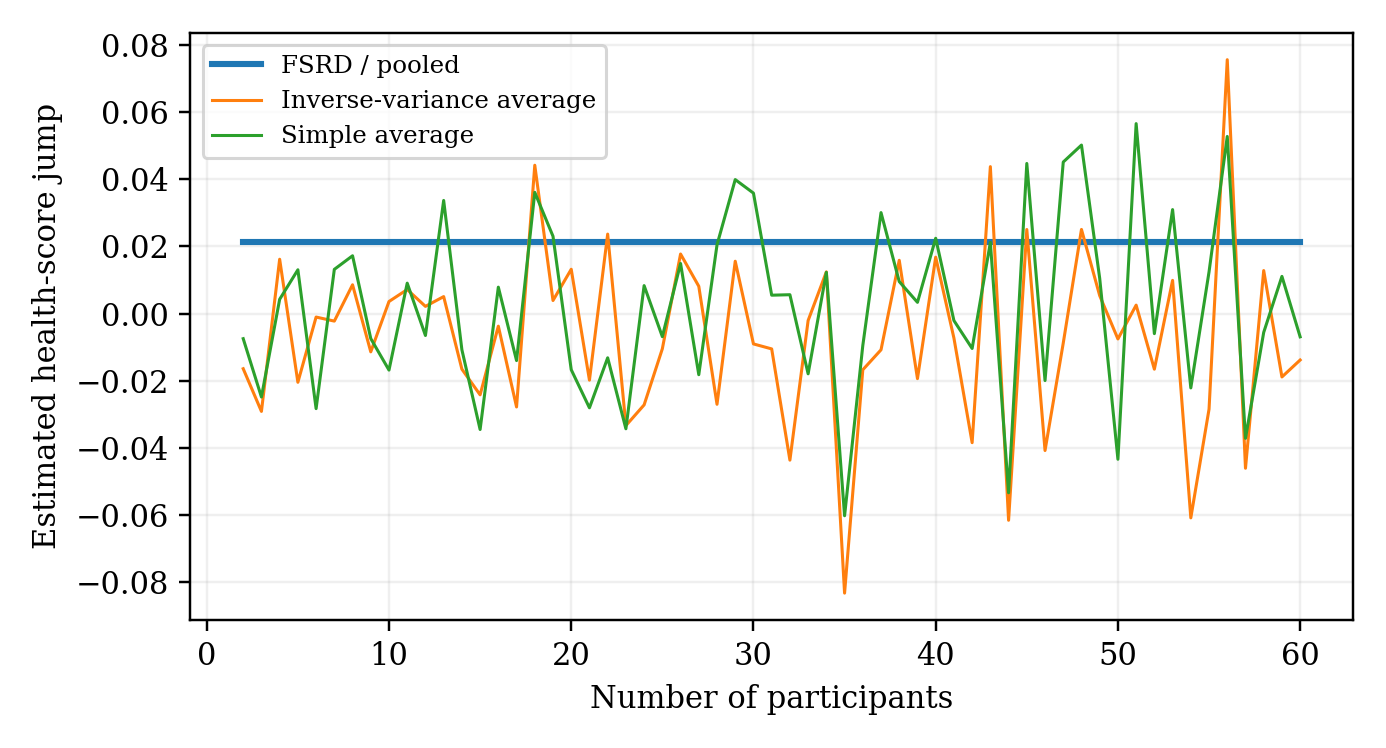 FSRD / pooled
Inverse-variance average
Simple average
0.08
0.06
0.04
0.02
0.00
−0.02
−0.04
−0.06
−0.08
Estimated health-score jump
0 10 20 30 40 50 60
Number of participants